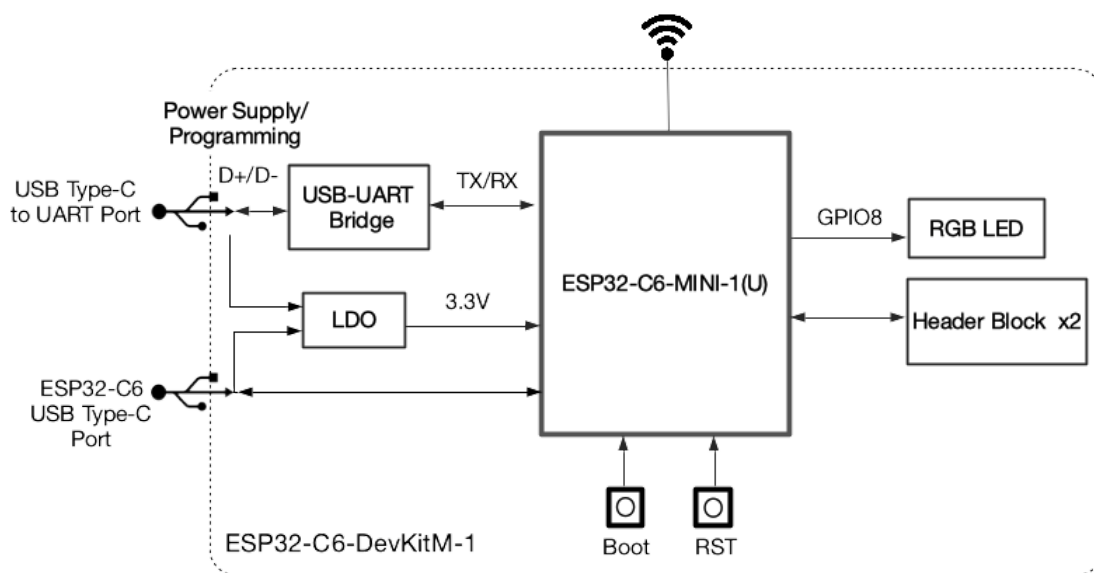 Power Supply/
Programming
USB Type-C
to UART Port
D+/D-
USB-UART
Bridge
TX/RX
ESP32-C6-MINI-1(U)
GPIO8
RGB LED
LDO
3.3V
Header Block x2
ESP32-C6
USB Type-C
Port
Boot
RST
ESP32-C6-DevKitM-1